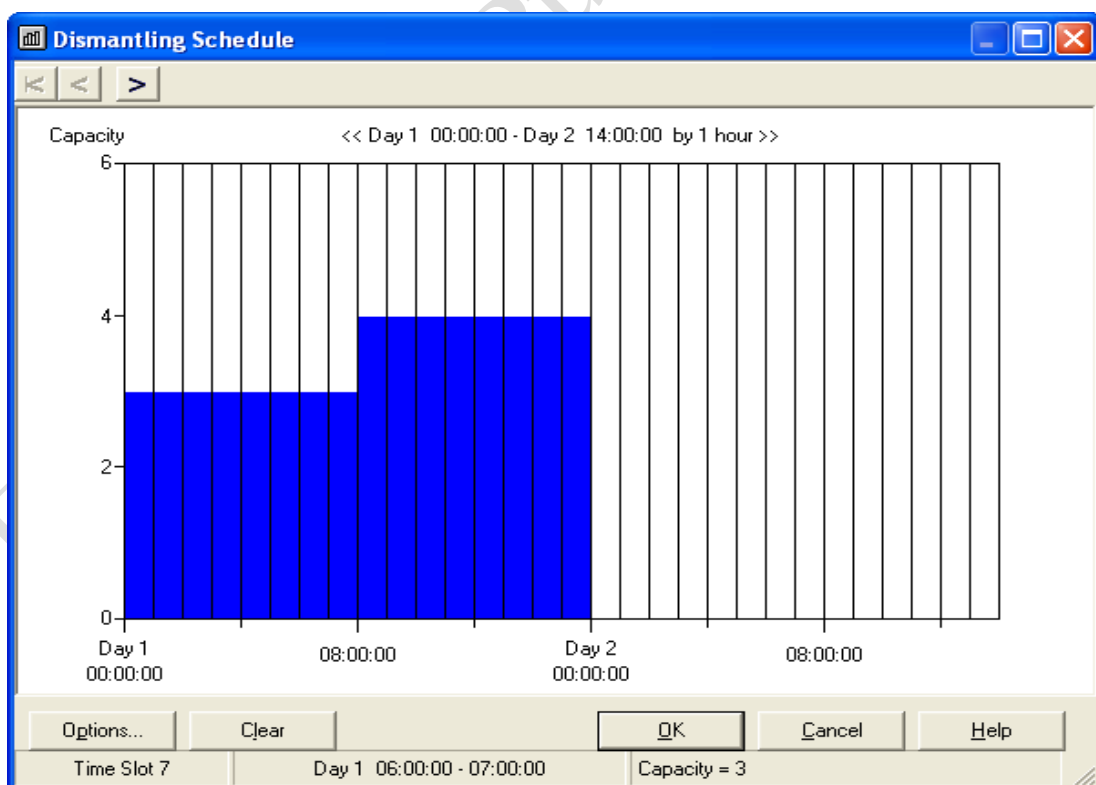 Dismantling Schedule
Capacity
<< Day 1 00:00:00 - Day 2 14:00:00 by 1 hour >>
6
4
2
0
Day 1
00:00:00
08:00:00
Day 2
00:00:00
08:00:00
Options...
Clear
OK
Cancel
Help
Time Slot 7
Day 1 06:00:00 - 07:00:00
Capacity = 3